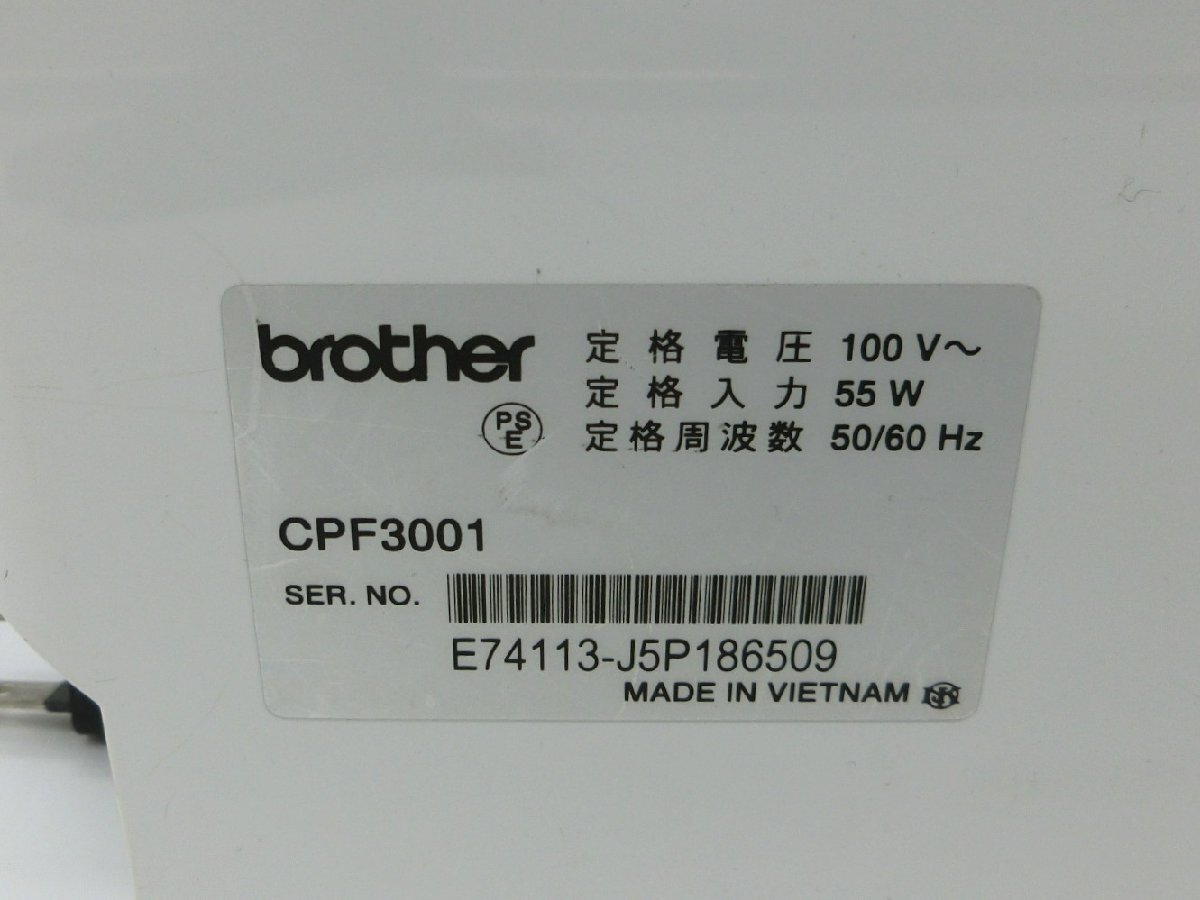 brother
定格電圧 100 V～
定格入力 55 W
PS
E
定格周波数 50/60 Hz
CPF3001
SER. NO.
E74113-J5P186509
MADE IN VIETNAM